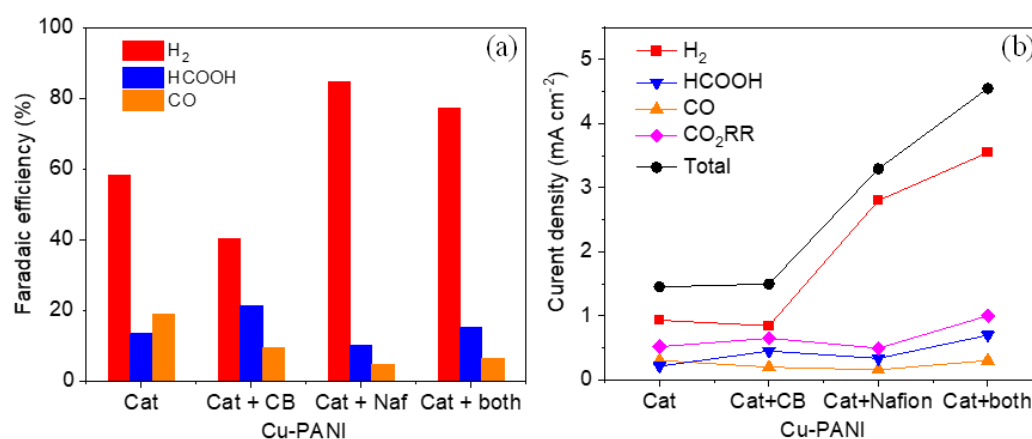 (a)
H2
HCOOH
CO
100
80
60
40
20
0
Faradaic efficiency (%)
Cat
Cat + CB
Cat + Naf
Cat + both
Cu-PANI
(b)
H2
HCOOH
CO
CO2RR
Total
5
4
3
2
1
0
Curent density (mA cm-2)
Cat
Cat+CB
Cat+Nafion
Cat+both
Cu-PANI